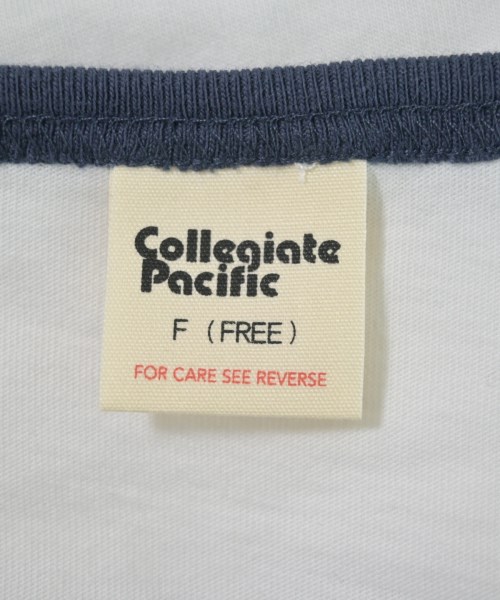 Collegiate
Pacific
F (FREE)
FOR CARE SEE REVERSE